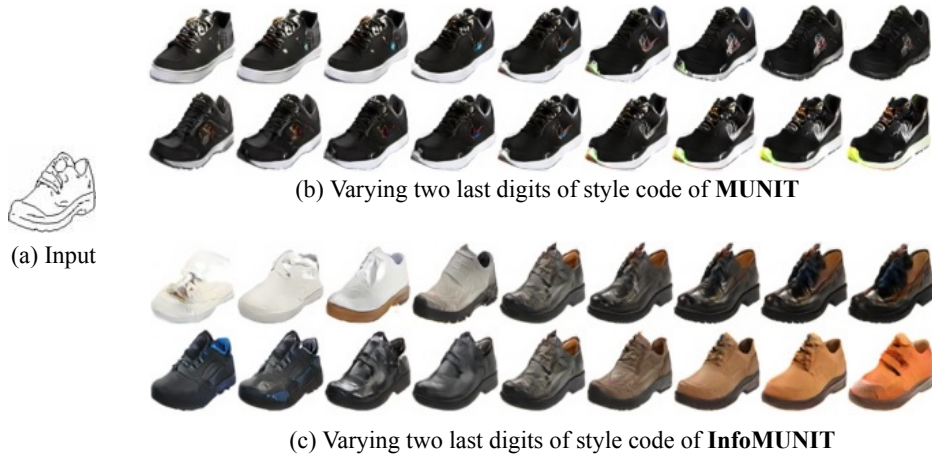 (b) Varying two last digits of style code of MUNIT
(a) Input
(c) Varying two last digits of style code of InfoMUNIT